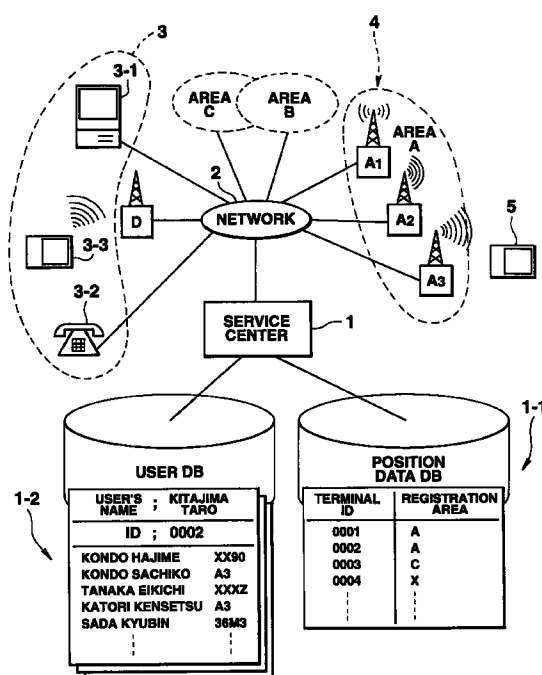 3
3-1
4
AREA C
AREA B
AREA A
A1
2
D
NETWORK
A2
5
3-3
A3
3-2
SERVICE CENTER
1
1-1
USER DB
POSITION DATA DB
1-2
USER'S NAME ; KITAJIMA TARO
ID ; 0002
KONDO HAJIME XX90
KONDO SACHIKO A3
TANAKA EIKICHI XXXZ
KATORI KENSETSU A3
SADA KYUBIN 36M3
TERMINAL ID REGISTRATION AREA
0001 A
0002 A
0003 C
0004 X